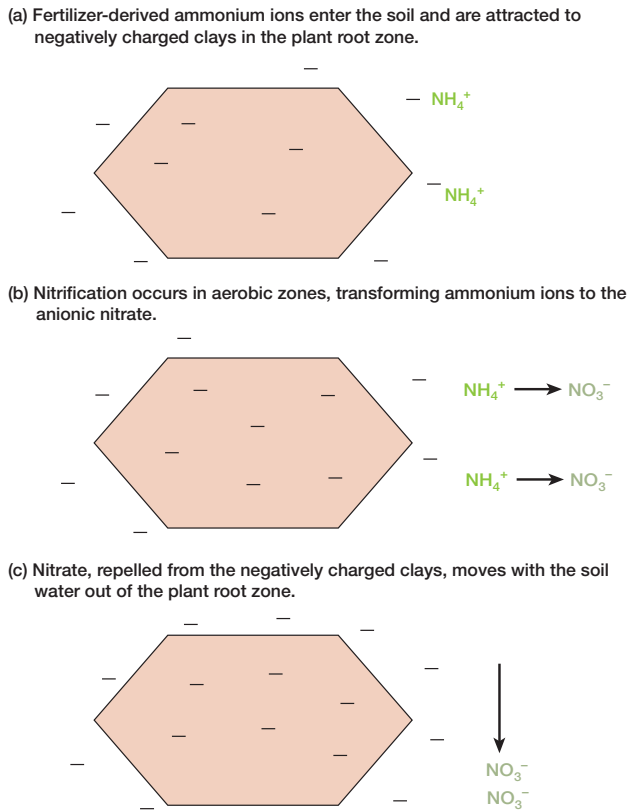 (a) Fertilizer-derived ammonium ions enter the soil and are attracted to
negatively charged clays in the plant root zone.
NH₄⁺
NH₄⁺
(b) Nitrification occurs in aerobic zones, transforming ammonium ions to the
anionic nitrate.
NH₄⁺ → NO₃⁻
NH₄⁺ → NO₃⁻
(c) Nitrate, repelled from the negatively charged clays, moves with the soil
water out of the plant root zone.
NO₃⁻
NO₃⁻